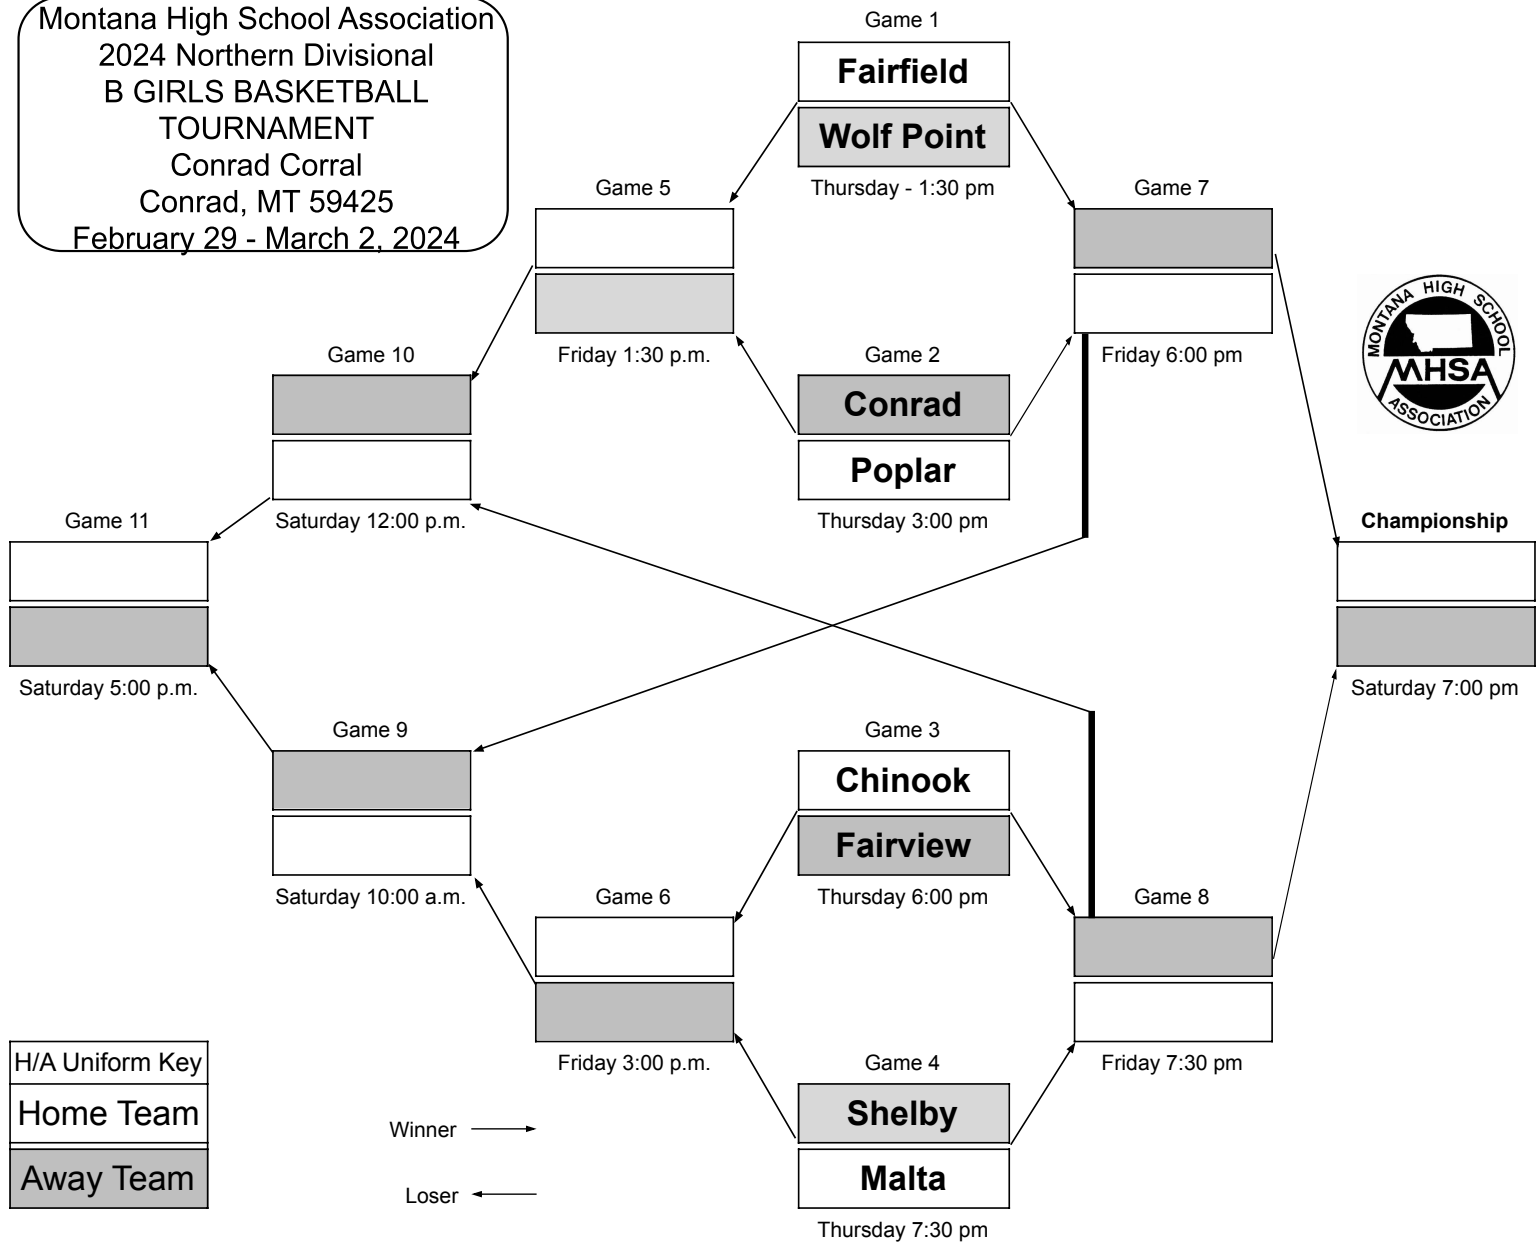 Montana High School Association
2024 Northern Divisional
B GIRLS BASKETBALL
TOURNAMENT
Conrad Corral
Conrad, MT 59425
February 29 - March 2, 2024
Game 1
Fairfield
Wolf Point
Thursday - 1:30 pm
Game 5
Friday 1:30 p.m.
Game 7
Friday 6:00 pm
MONTANA HIGH SCHOOL
MHSA
ASSOCIATION
Game 10
Saturday 12:00 p.m.
Game 2
Conrad
Poplar
Thursday 3:00 pm
Game 11
Saturday 5:00 p.m.
Championship
Saturday 7:00 pm
Game 9
Saturday 10:00 a.m.
Game 3
Chinook
Fairview
Thursday 6:00 pm
Game 6
Friday 3:00 p.m.
Game 8
Friday 7:30 pm
Game 4
Shelby
Malta
Thursday 7:30 pm
H/A Uniform Key
Home Team
Away Team
Winner
Loser